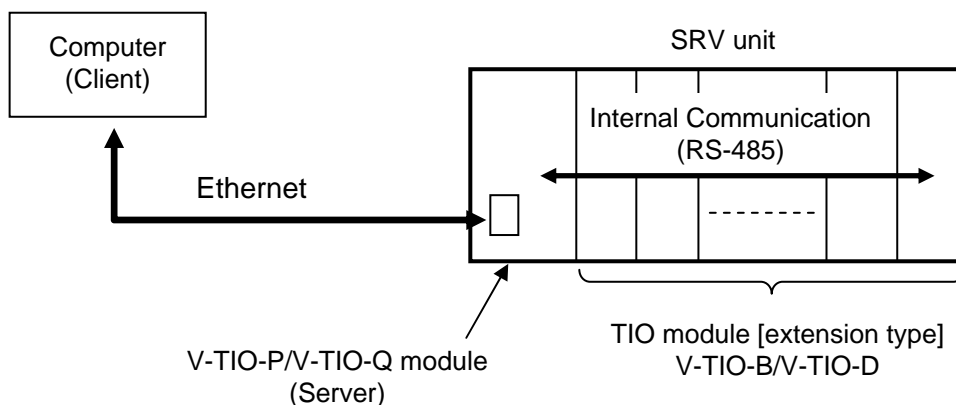 Computer
(Client)
SRV unit
Internal Communication
(RS-485)
Ethernet
V-TIO-P/V-TIO-Q module
(Server)
TIO module [extension type]
V-TIO-B/V-TIO-D